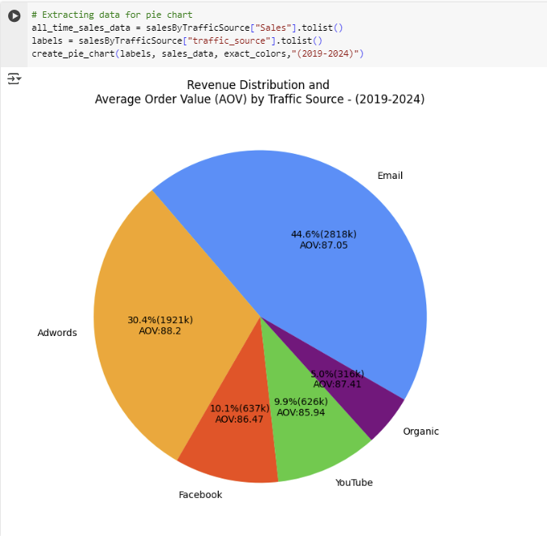 # Extracting data for pie chart
all_time_sales_data = salesByTrafficSource["Sales"].tolist()
labels = salesByTrafficSource["traffic_source"].tolist()
create_pie_chart(labels, sales_data, exact_colors,"(2019-2024)")
Revenue Distribution and
Average Order Value (AOV) by Traffic Source - (2019-2024)
Email
44.6%(2818k)
AOV:87.05
30.4%(1921k)
AOV:88.2
Adwords
5.0%(316k)
AOV:87.41
9.9%(626k)
AOV:85.94
10.1%(637k)
AOV:86.47
Organic
YouTube
Facebook